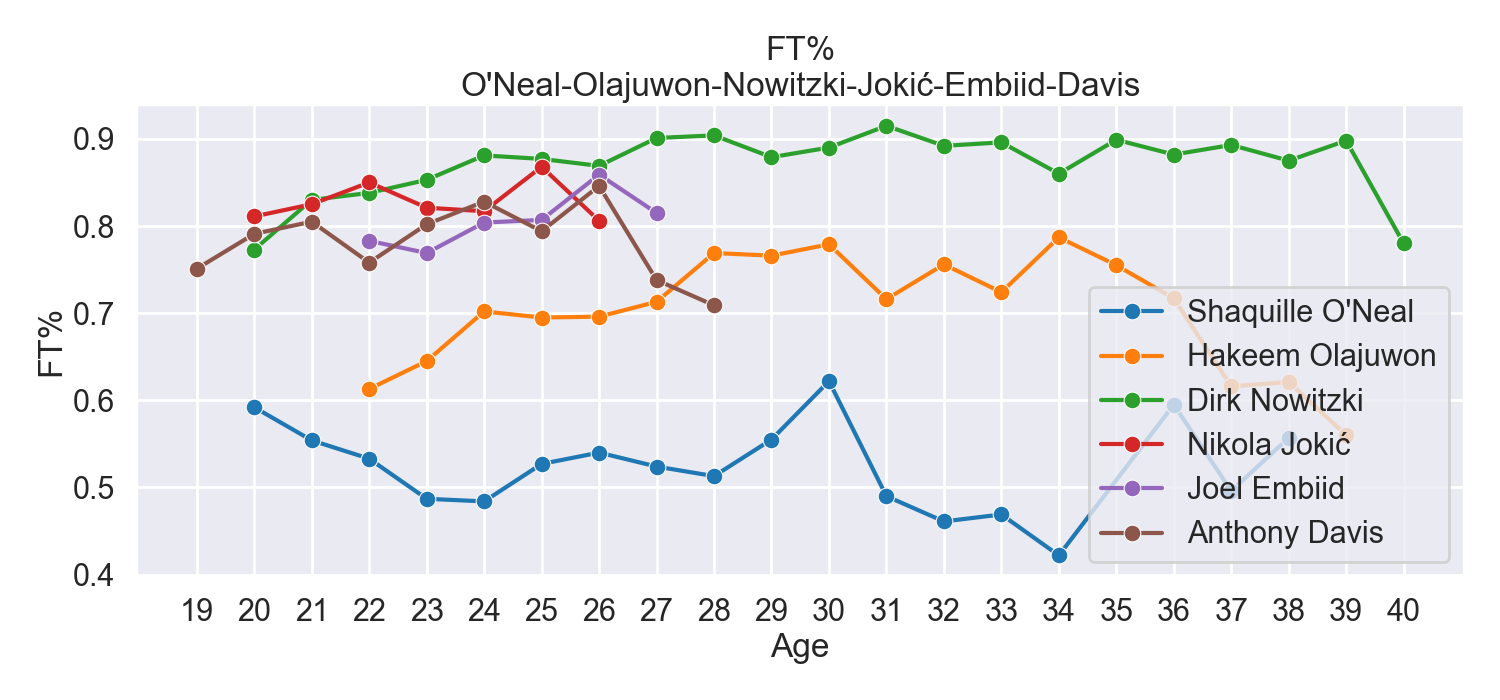 FT%
O'Neal-Olajuwon-Nowitzki-Jokić-Embiid-Davis
FT%
0.9
0.8
0.7
0.6
0.5
0.4
Shaquille O'Neal
Hakeem Olajuwon
Dirk Nowitzki
Nikola Jokić
Joel Embiid
Anthony Davis
19 20 21 22 23 24 25 26 27 28 29 30 31 32 33 34 35 36 37 38 39 40
Age